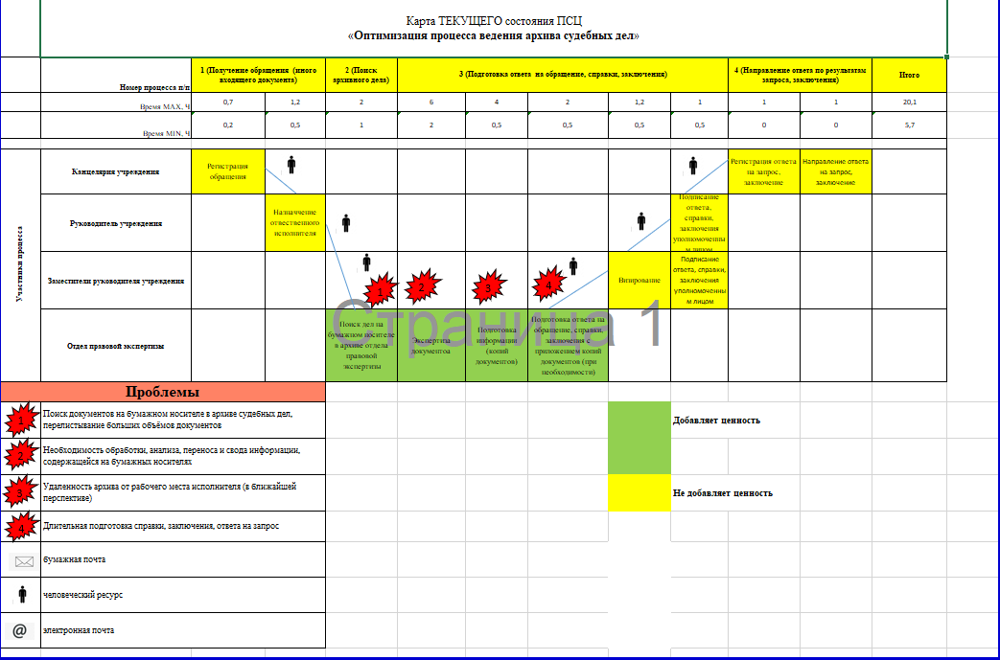 Карта ТЕКУЩЕГО состояния ПСЦ
«Оптимизация процесса ведения архива судебных дел»
Номер процесса п/п
1 (Получение обращения (иного
входящего документа)
2 (Поиск
архивного дела)
3 (Подготовка ответа на обращение, справки, заключения)
4 (Направление ответа по результатам
запроса, заключения)
Итого
Время MAX, Ч
0,7
1,2
2
6
4
2
1,2
1
1
1
20,1
Время MIN, Ч
0,2
0,5
1
2
0,5
0,5
0,5
0,5
0
0
5,7
Участники процесса
Канцелярия учреждения
Регистрация
обращения
Регистрация ответа
на запрос,
заключение
Направление ответа
на запрос,
заключение
Руководитель учреждения
Назначчение
отвественного
исполнителя
Подписание
ответа,
справки,
заключения
уполномоченны
м лицом
Заместители руководителя учреждения
1
2
3
4
Визирование
Подписание
ответа, справки,
заключения
уполномоченны
м лицом
Отдел правовой экспертизы
Поиск дел на
бумажном носителе
в архиве отдела
правовой
экспертизы
Экспертиза
документоа
Подготовка
информации
(копий
документов)
Подготовка ответа на
обращение, справки,
заключения с
приложением копий
документов (при
необходимости)
Страница 1
Проблемы
1
Поиск документов на бумажном носителе в архиве судебных дел,
перелистывание больших объёмов документов
2
Необходимость обработки, анализа, переноса и свода информации,
содержащейся на бумажных носителях
3
Удаленность архива от рабочего места исполнителя (в ближайшей
перспективе)
4
Длительная подготовка справки, заключения, ответа на запрос
бумажная почта
человеческий ресурс
@
электронная почта
Добавляет ценность
Не добавляет ценность